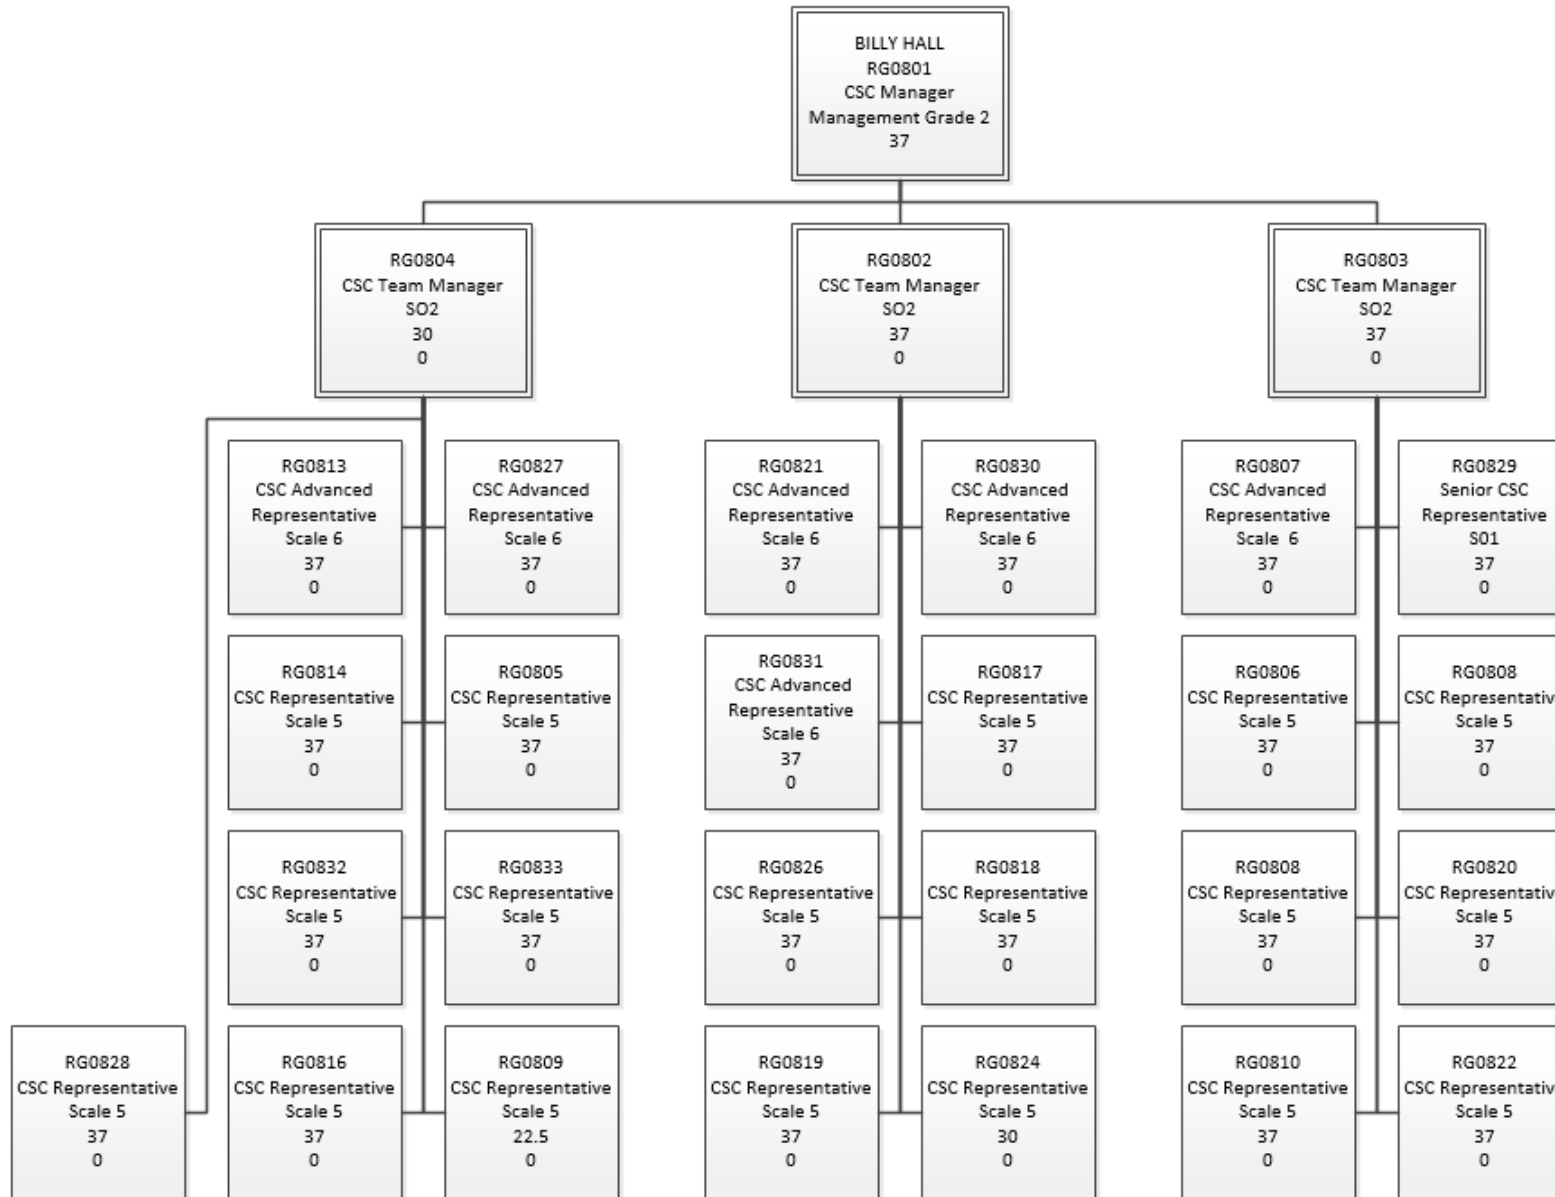 BILLY HALL
RG0801
CSC Manager
Management Grade 2
37
RG0804
CSC Team Manager
SO2
30
0
RG0802
CSC Team Manager
SO2
37
0
RG0803
CSC Team Manager
SO2
37
0
RG0813
CSC Advanced
Representative
Scale 6
37
0
RG0827
CSC Advanced
Representative
Scale 6
37
0
RG0821
CSC Advanced
Representative
Scale 6
37
0
RG0830
CSC Advanced
Representative
Scale 6
37
0
RG0807
CSC Advanced
Representative
Scale  6
37
0
RG0829
Senior CSC
Representative
S01
37
0
RG0814
CSC Representative
Scale 5
37
0
RG0805
CSC Representative
Scale 5
37
0
RG0831
CSC Advanced
Representative
Scale 6
37
0
RG0817
CSC Representative
Scale 5
37
0
RG0806
CSC Representative
Scale 5
37
0
RG0808
CSC Representativ
Scale 5
37
0
RG0832
CSC Representative
Scale 5
37
0
RG0833
CSC Representative
Scale 5
37
0
RG0826
CSC Representative
Scale 5
37
0
RG0818
CSC Representative
Scale 5
37
0
RG0808
CSC Representative
Scale 5
37
0
RG0820
CSC Representativ
Scale 5
37
0
RG0828
CSC Representative
Scale 5
37
0
RG0816
CSC Representative
Scale 5
37
0
RG0809
CSC Representative
Scale 5
22.5
0
RG0819
CSC Representative
Scale 5
37
0
RG0824
CSC Representative
Scale 5
30
0
RG0810
CSC Representative
Scale 5
37
0
RG0822
CSC Representativ
Scale 5
37
0